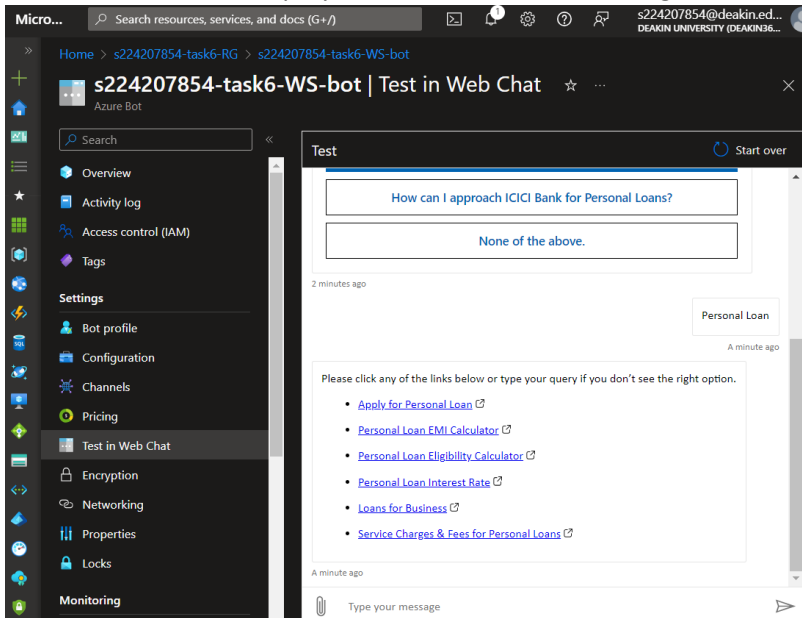 Micro...
Search resources, services, and docs (G+/)
1
s224207854@deakin.ed...
DEAKIN UNIVERSITY (DEAKIN36...
Home > s224207854-task6-RG > s224207854-task6-WS-bot
s224207854-task6-WS-bot | Test in Web Chat
Azure Bot
Search
Overview
Activity log
Access control (IAM)
Tags
Settings
Bot profile
Configuration
Channels
Pricing
Test in Web Chat
Encryption
Networking
Properties
Locks
Monitoring
Test
Start over
How can I approach ICICI Bank for Personal Loans?
None of the above.
2 minutes ago
Personal Loan
A minute ago
Please click any of the links below or type your query if you don't see the right option.
• Apply for Personal Loan
• Personal Loan EMI Calculator
• Personal Loan Eligibility Calculator
• Personal Loan Interest Rate
• Loans for Business
• Service Charges & Fees for Personal Loans
A minute ago
Type your message